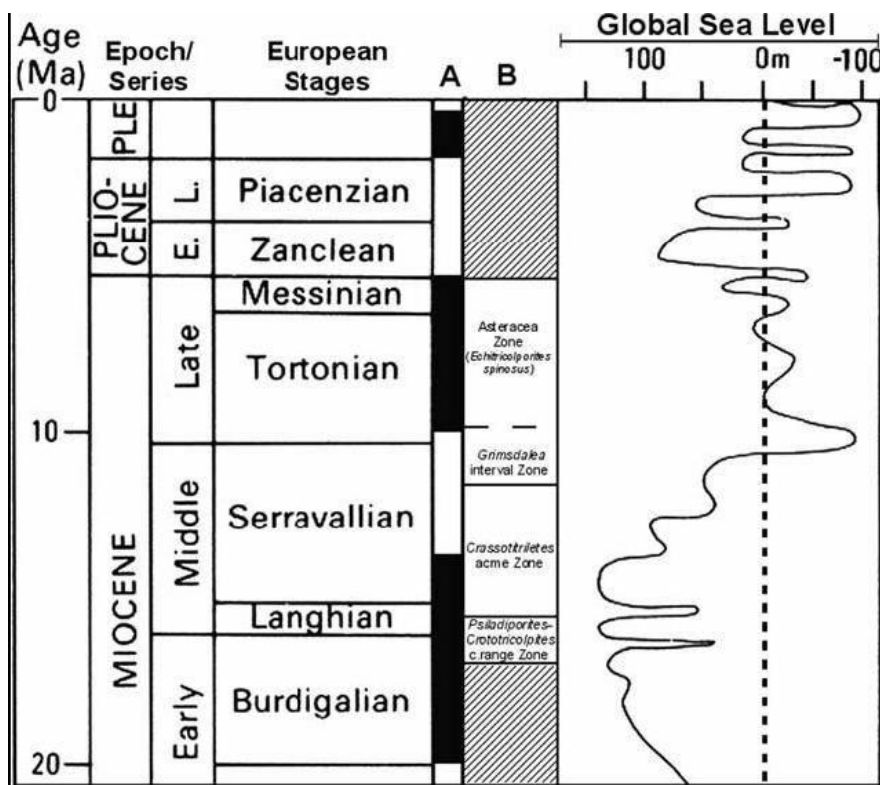 Age
(Ma)
Epoch/
Series
European
Stages
A
B
Global Sea Level
100
0m
-100
0
10
20
PLE
PLIO-
CENE
MIOCENE
L.
E.
Late
Middle
Early
Piacenzian
Zanclean
Messinian
Tortonian
Serravallian
Langhian
Burdigalian
Asteracea
Zone
(Echitricolporites
spinosus)
Grimsdalea
interval Zone
Crassotitriletes
acme Zone
Psiladiporites-
Crototricolpites
c.range Zone